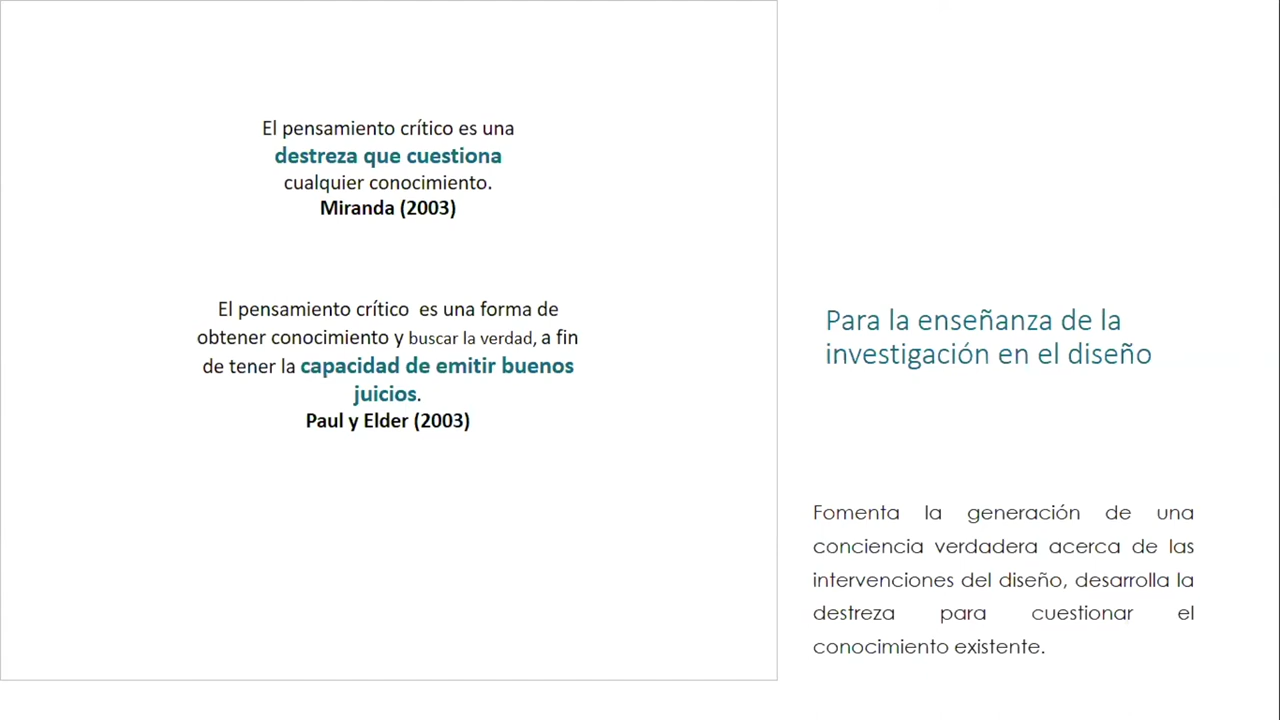 El pensamiento crítico es una
destreza que cuestiona
cualquier conocimiento.
Miranda (2003)
El pensamiento crítico es una forma de
obtener conocimiento y buscar la verdad, a fin
de tener la capacidad de emitir buenos
juicios.
Paul y Elder (2003)
Para la enseñanza de la
investigación en el diseño
Fomenta la generación de una
conciencia verdadera acerca de las
intervenciones del diseño, desarrolla la
destreza para cuestionar el
conocimiento existente.